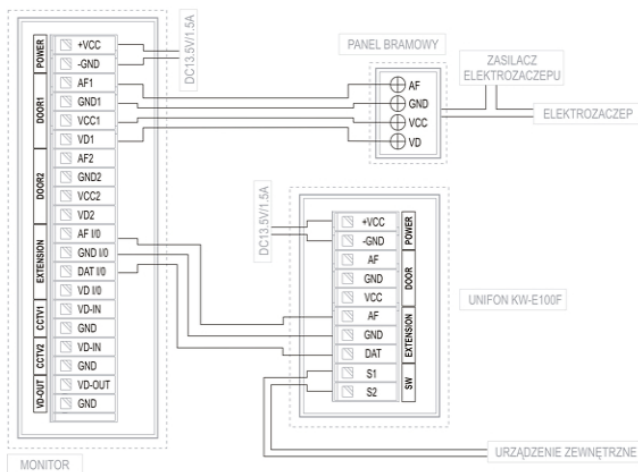 POWER
+VCC
-GND
DC13.5V/1.5A
DOOR1
AF1
GND1
VCC1
VD1
DOOR2
AF2
GND2
VCC2
VD2
EXTENSION
AF I/0
GND I/0
DAT I/0
VD I/0
CCTV1
VD-IN
GND
CCTV2
VD-IN
GND
VD-OUT
VD-OUT
GND
MONITOR
PANEL BRAMOWY
AF
GND
VCC
VD
ZASILACZ
ELEKTROZACZEPU
ELEKTROZACZEP
DC13.5V/1.5A
+VCC
-GND
POWER
AF
GND
VCC
DOOR
AF
GND
DAT
EXTENSION
S1
S2
SW
UNIFON KW-E100F
URZĄDZENIE ZEWNĘTRZNE